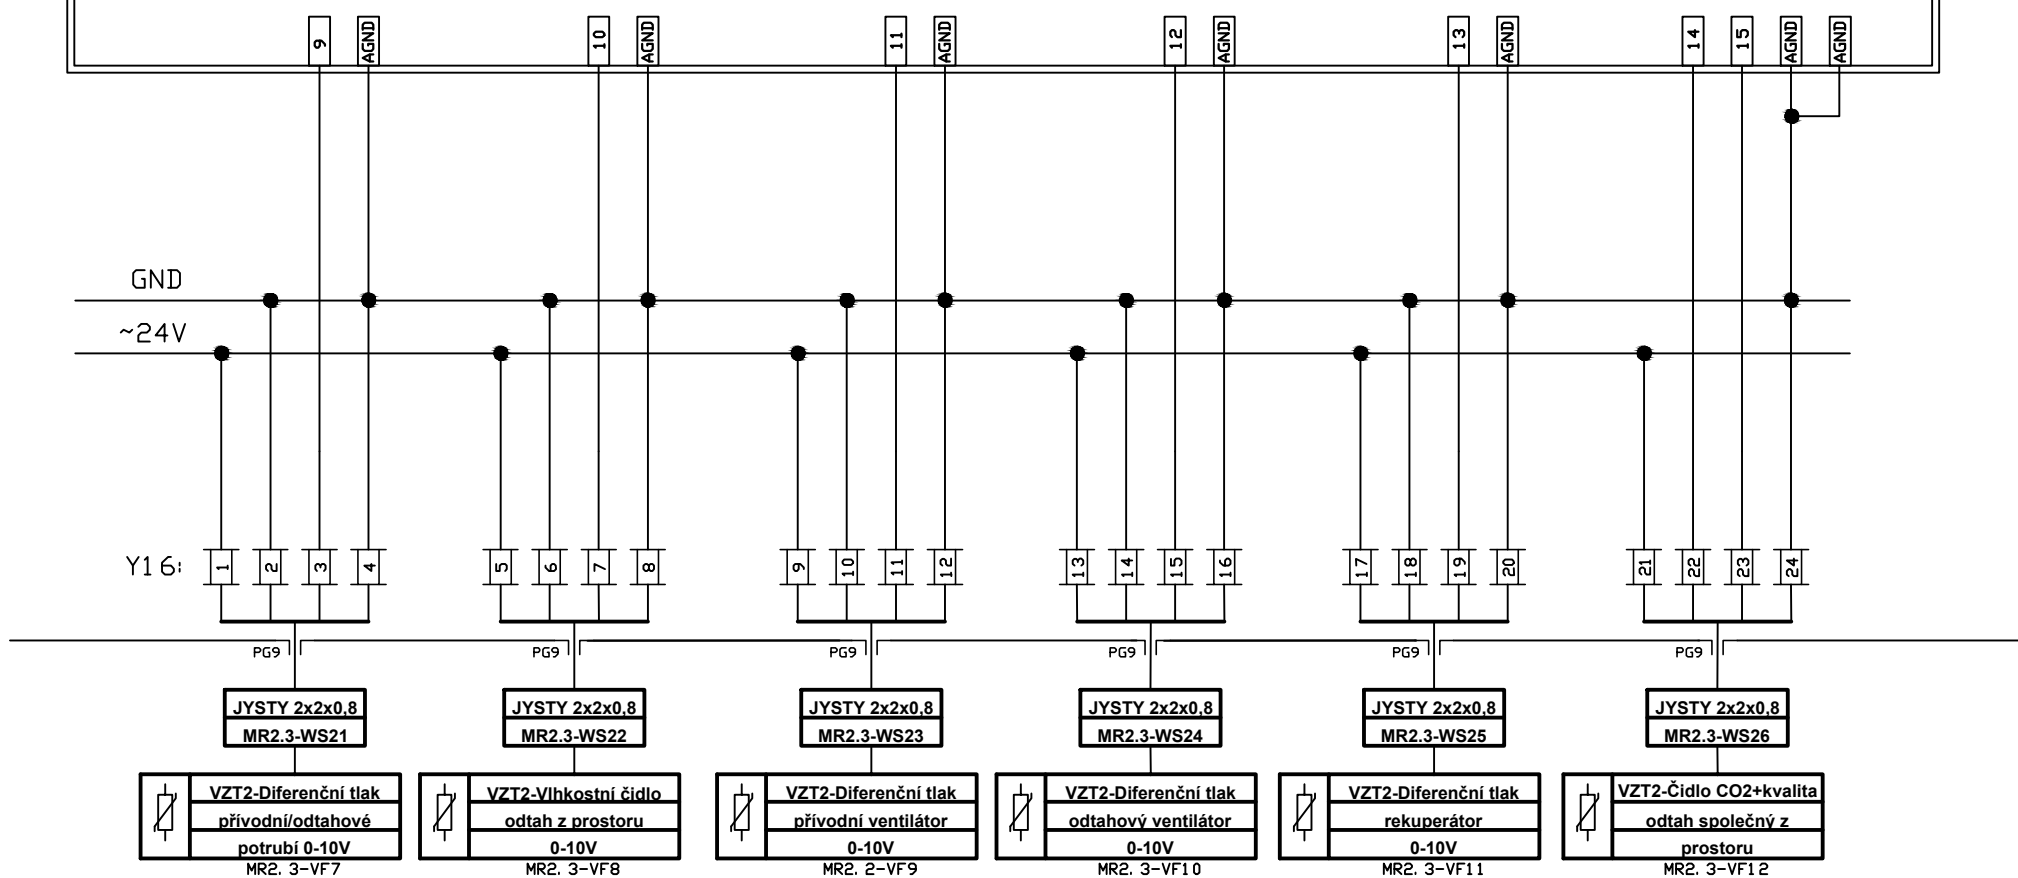 9 AGND 10 AGND 11 AGND 12 AGND 13 AGND 14 15 AGND AGND
GND
~24V
Y16: 1 2 3 4 5 6 7 8 9 10 11 12 13 14 15 16 17 18 19 20 21 22 23 24
PG9 PG9 PG9 PG9 PG9 PG9
JYSTY 2x2x0,8
MR2.3-WS21
VZT2-Diferenční tlak
přívodní/odtahové
potrubí 0-10V
MR2. 3-VF7
JYSTY 2x2x0,8
MR2.3-WS22
VZT2-Vlhkostní čidlo
odtah z prostoru
0-10V
MR2. 3-VF8
JYSTY 2x2x0,8
MR2.3-WS23
VZT2-Diferenční tlak
přívodní ventilátor
0-10V
MR2. 2-VF9
JYSTY 2x2x0,8
MR2.3-WS24
VZT2-Diferenční tlak
odtahový ventilátor
0-10V
MR2. 3-VF10
JYSTY 2x2x0,8
MR2.3-WS25
VZT2-Diferenční tlak
rekuperátor
0-10V
MR2. 3-VF11
JYSTY 2x2x0,8
MR2.3-WS26
VZT2-Čidlo CO2+kvalita
odtah společný z
prostoru
MR2. 3-VF12